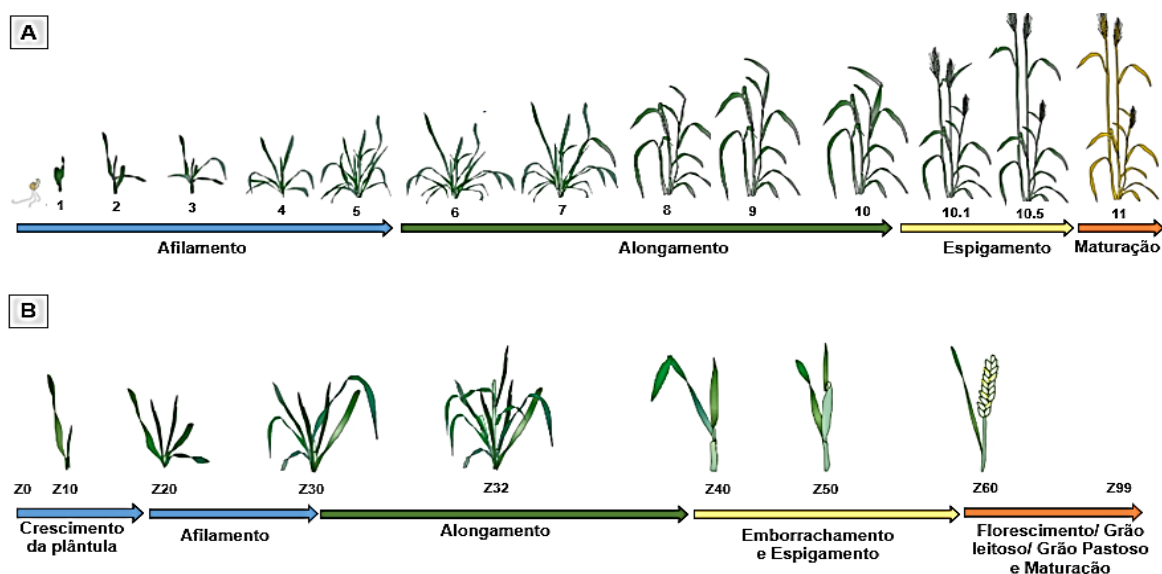 A
1 2 3 4 5 6 7 8 9 10 10.1 10.5 11
Afilamento Alongamento Espigamento Maturação
B
Z0 Z10 Z20 Z30 Z32 Z40 Z50 Z60 Z99
Crescimento
da plântula
Afilamento
Alongamento
Emborrachamento
e Espigamento
Florescimento/ Grão
leitoso/ Grão Pastoso
e Maturação